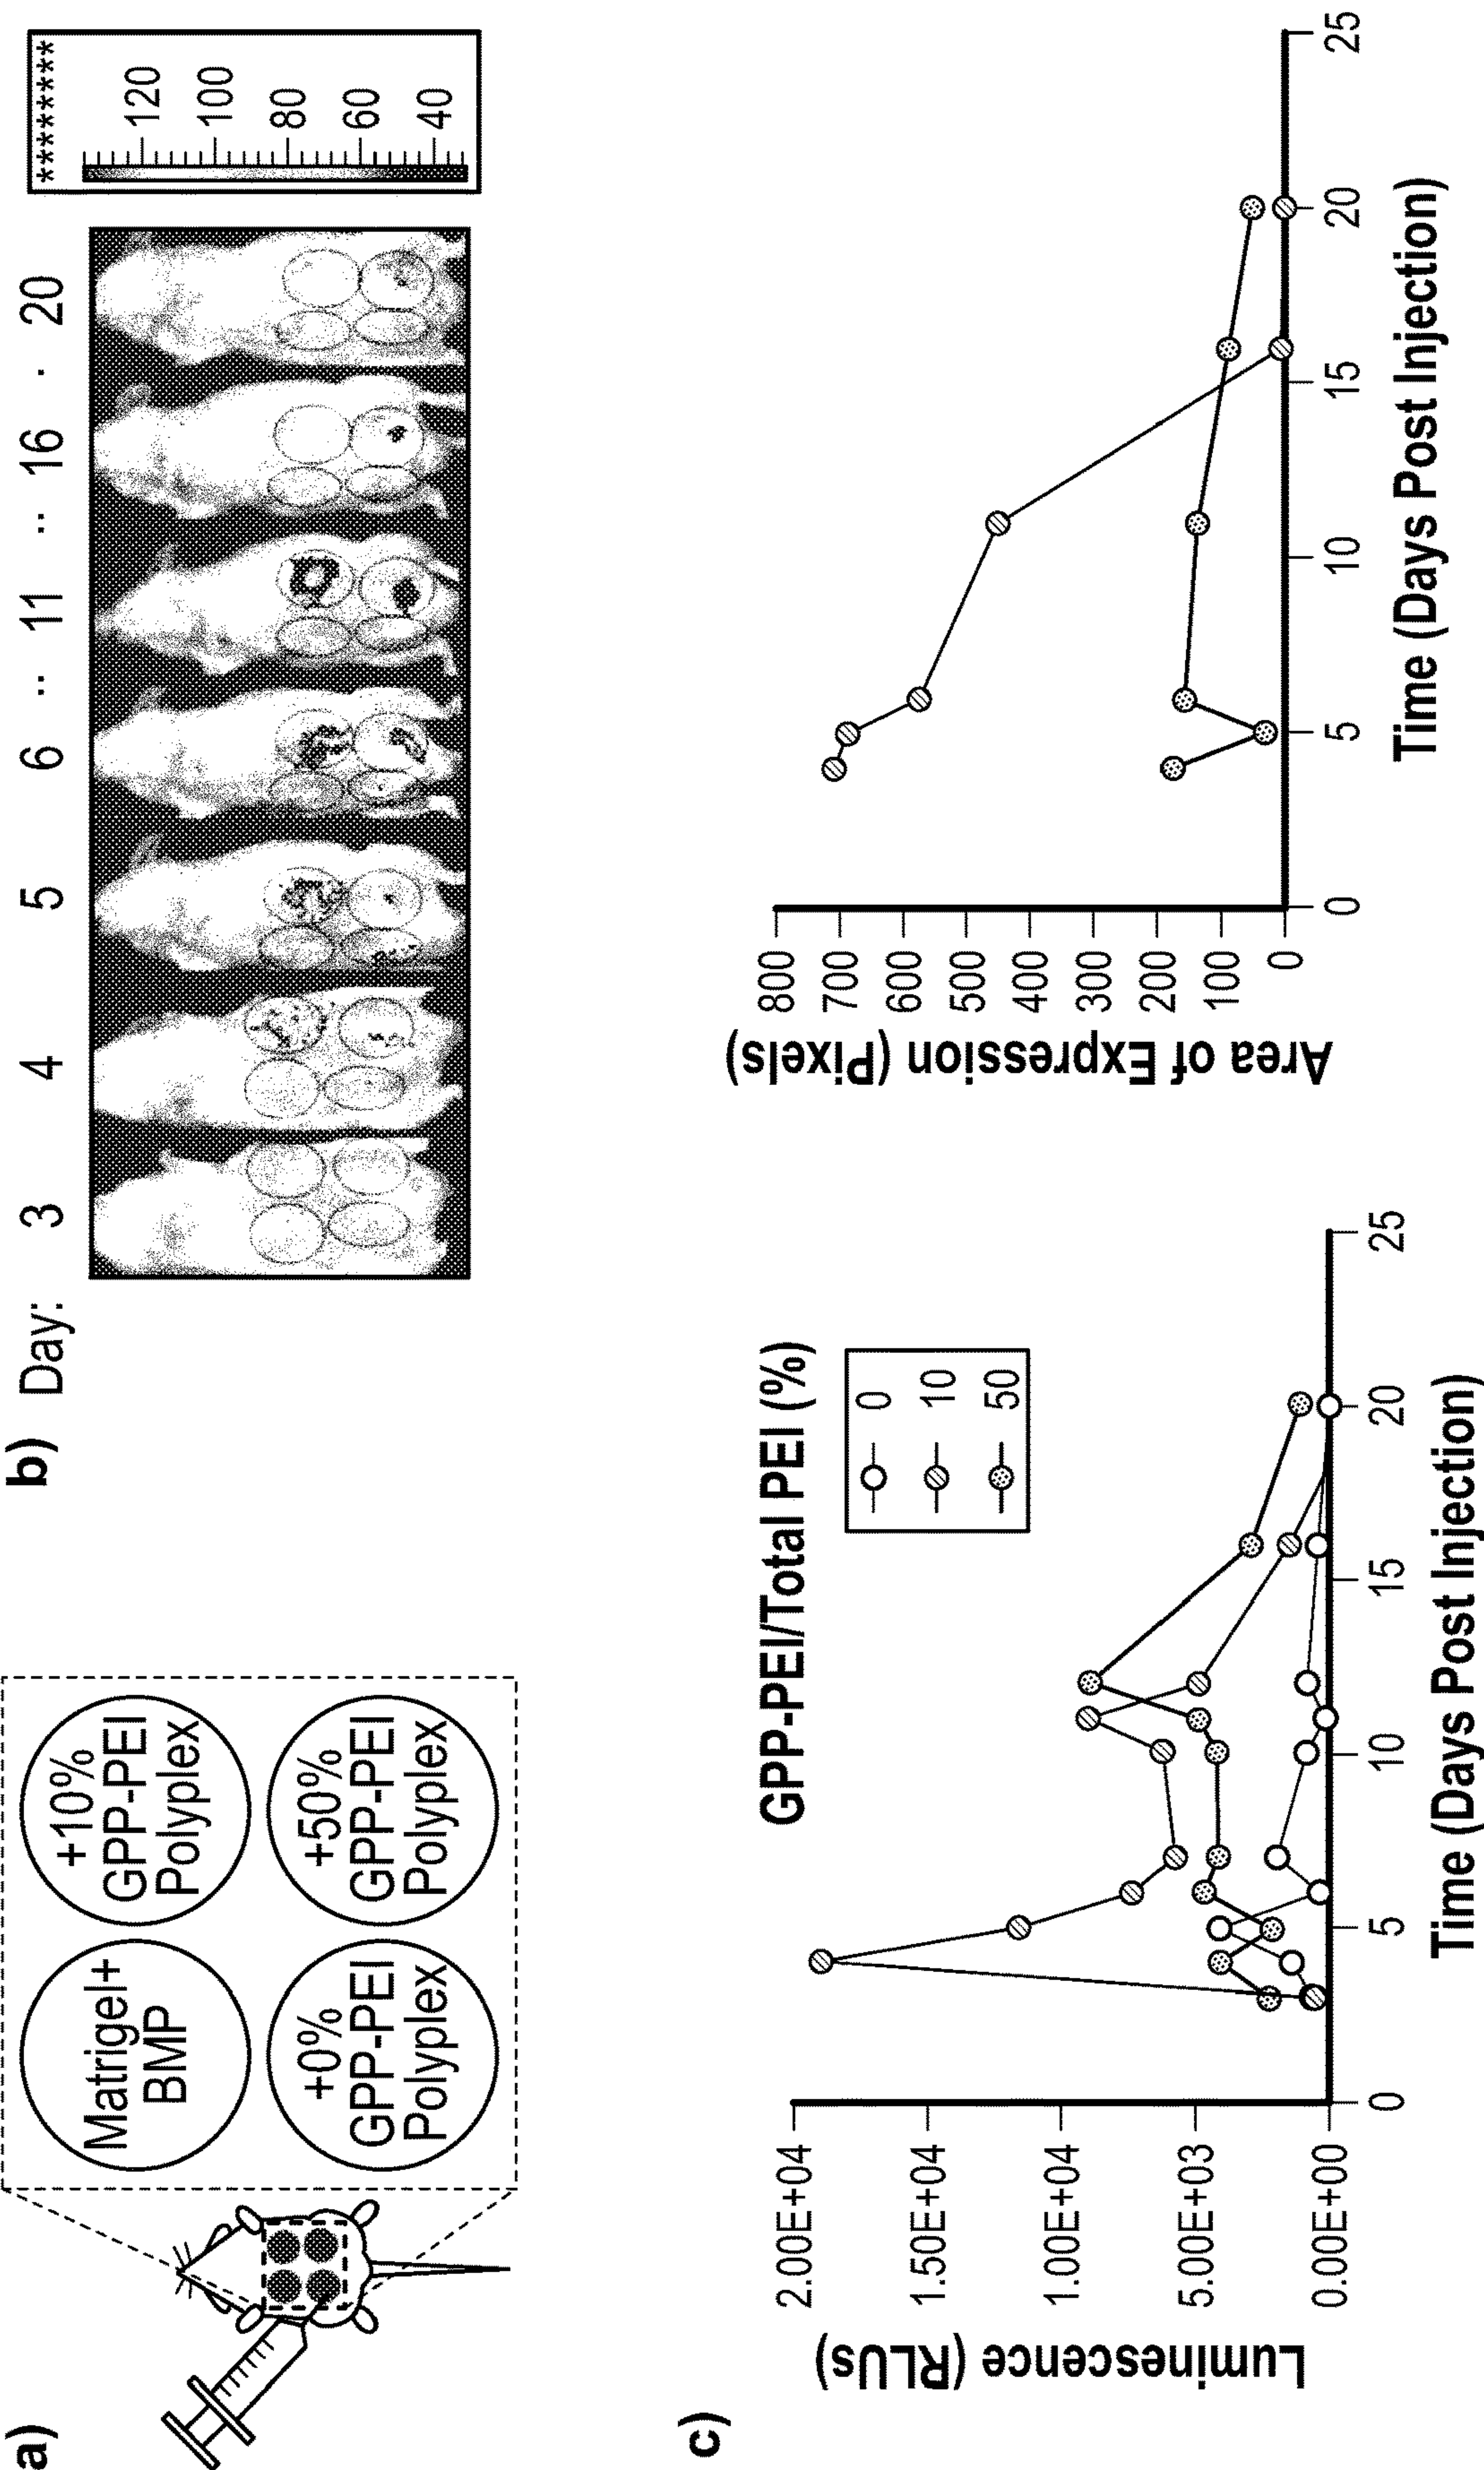 a)
Matrigel+
BMP
+10%
GPP-PEI
Polyplex
+0%
GPP-PEI
Polyplex
+50%
GPP-PEI
Polyplex
b) Day: 3 4 5 6 .. 11 .. 16 . 20
********
120
100
80
60
40
c)
GPP-PEI/Total PEI (%)
0
10
50
Luminescence (RLUs)
2.00E+04
1.50E+04
1.00E+04
5.00E+03
0.00E+00
0 5 10 15 20 25
Time (Days Post Injection)
Area of Expression (Pixels)
800
700
600
500
400
300
200
100
0
0 5 10 15 20 25
Time (Days Post Injection)